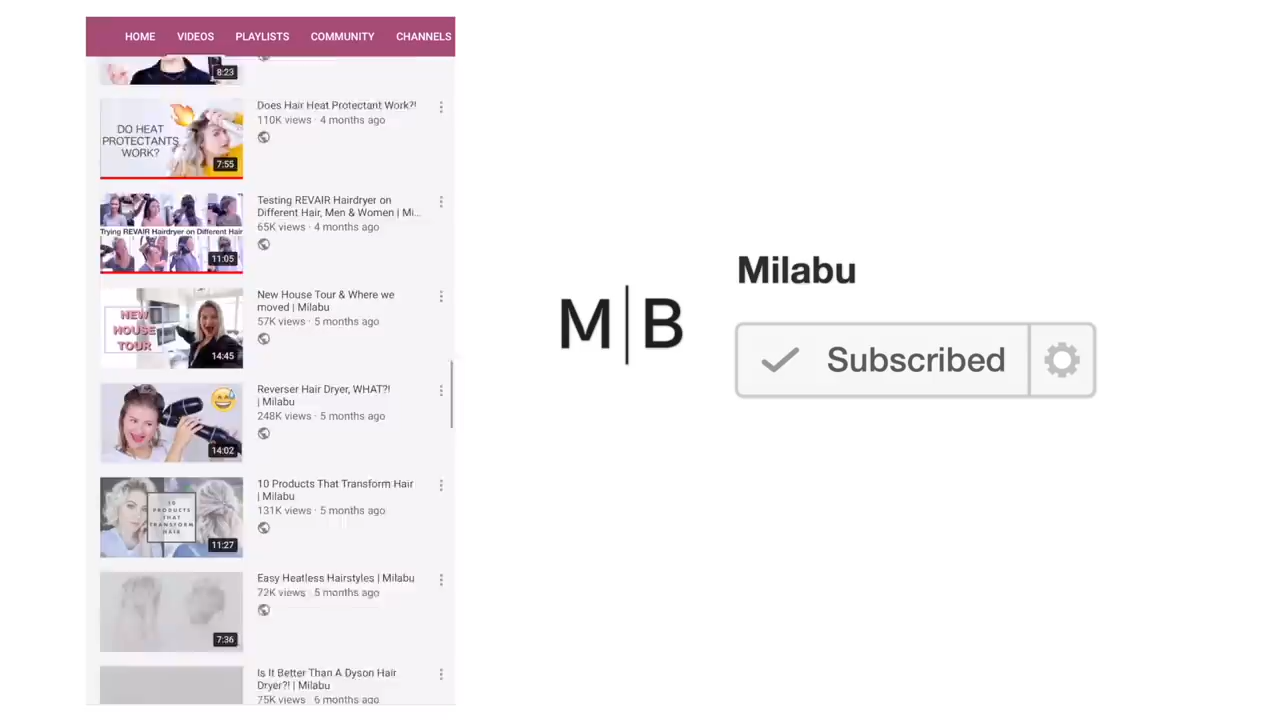 HOME VIDEOS PLAYLISTS COMMUNITY CHANNELS
8:23
DO HEAT
PROTECTANTS
WORK?
7:55
Does Hair Heat Protectant Work?!
110K views · 4 months ago
Trying REVAIR Hairdryer on Different Hair
11:05
Testing REVAIR Hairdryer on
Different Hair, Men & Women | Mi...
65K views · 4 months ago
NEW
HOUSE
TOUR
14:45
New House Tour & Where we
moved | Milabu
57K views · 5 months ago
14:02
Reverser Hair Dryer, WHAT?!
| Milabu
248K views · 5 months ago
10
PRODUCTS
THAT
TRANSFORM
HAIR
11:27
10 Products That Transform Hair
| Milabu
131K views · 5 months ago
7:36
Easy Heatless Hairstyles | Milabu
72K views · 5 months ago
Is It Better Than A Dyson Hair
Dryer?! | Milabu
75K views · 6 months ago
M|B
Milabu
Subscribed